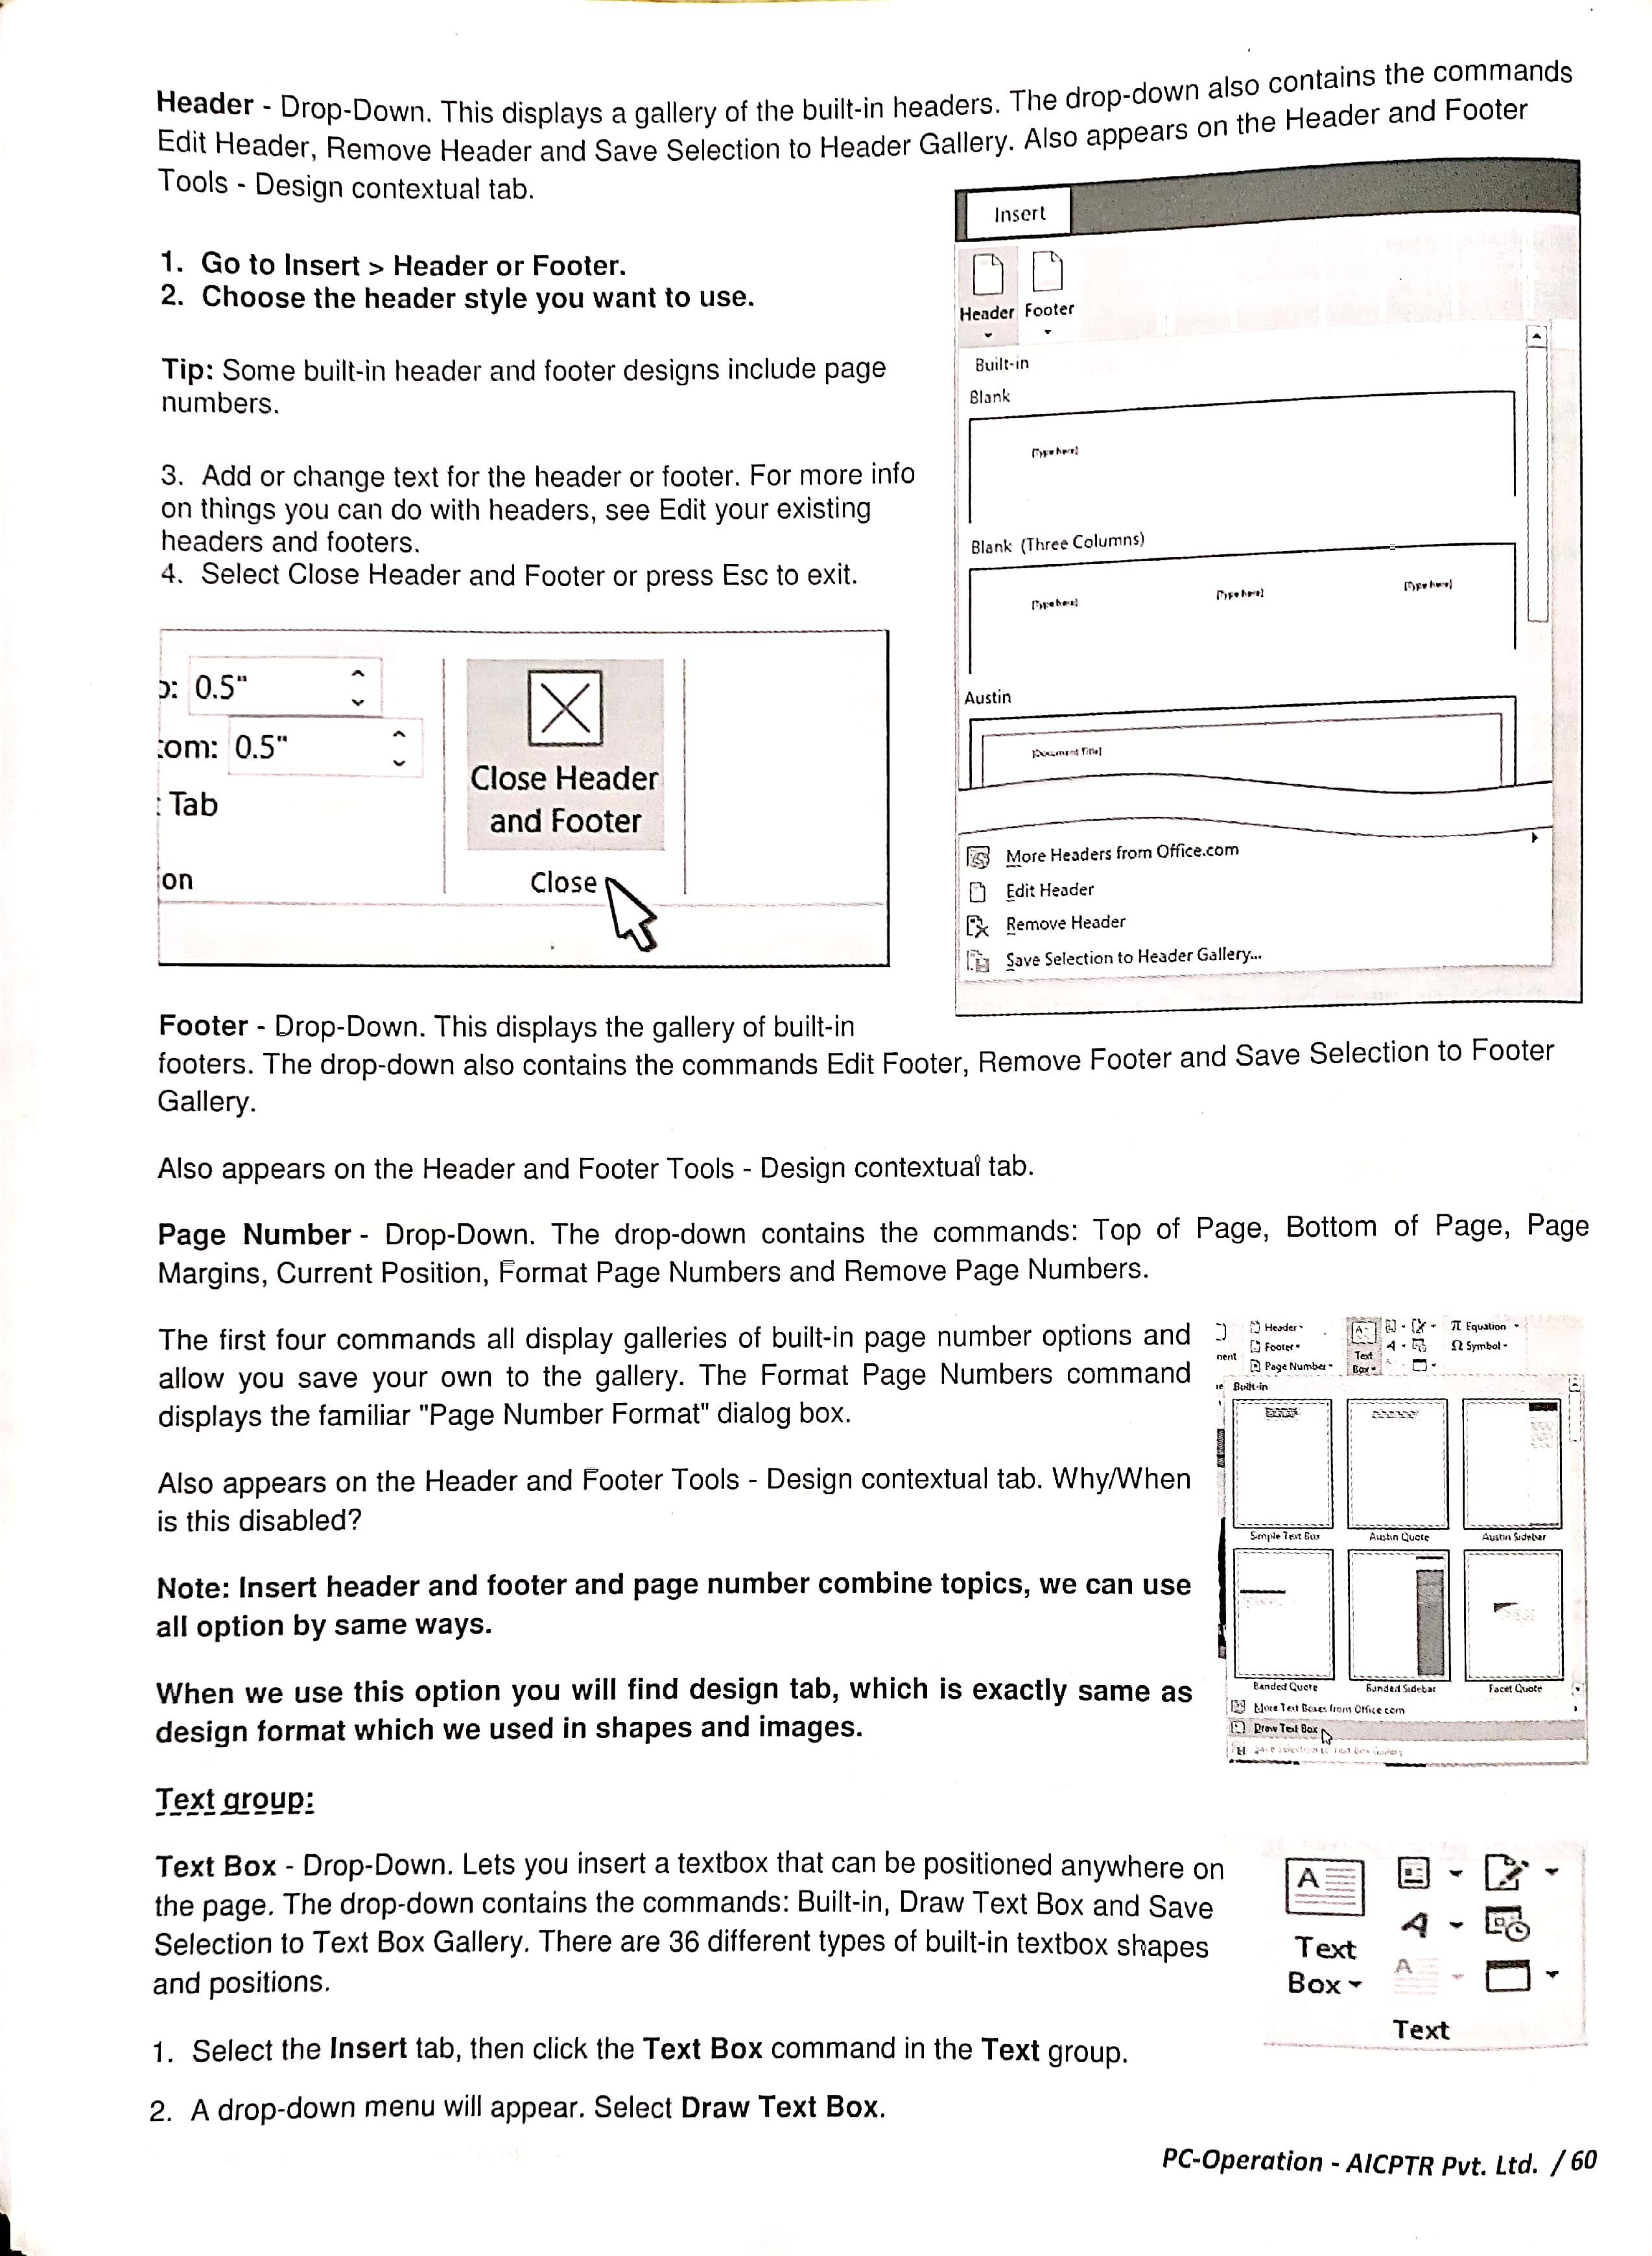 Header - Drop-Down. This displays a gallery of the built-in headers. The drop-down also contains the commands
Edit Header, Remove Header and Save Selection to Header Gallery. Also appears on the Header and Footer
Tools - Design contextual tab.
1. Go to Insert > Header or Footer.
2. Choose the header style you want to use.
Tip: Some built-in header and footer designs include page
numbers.
3. Add or change text for the header or footer. For more info
on things you can do with headers, see Edit your existing
headers and footers.
4. Select Close Header and Footer or press Esc to exit.
Insert
Header Footer
Built-in
Blank
[Type here]
Blank (Three Columns)
[Type here] [Type here] [Type here]
Austin
[Document Title]
More Headers from Office.com
Edit Header
Remove Header
Save Selection to Header Gallery...
: 0.5"
om: 0.5"
Tab
on
Close Header
and Footer
Close
Footer - Drop-Down. This displays the gallery of built-in
footers. The drop-down also contains the commands Edit Footer, Remove Footer and Save Selection to Footer
Gallery.
Also appears on the Header and Footer Tools - Design contextual tab.
Page Number - Drop-Down. The drop-down contains the commands: Top of Page, Bottom of Page, Page
Margins, Current Position, Format Page Numbers and Remove Page Numbers.
The first four commands all display galleries of built-in page number options and
allow you save your own to the gallery. The Format Page Numbers command
displays the familiar "Page Number Format" dialog box.
Also appears on the Header and Footer Tools - Design contextual tab. Why/When
is this disabled?
Note: Insert header and footer and page number combine topics, we can use
all option by same ways.
When we use this option you will find design tab, which is exactly same as
design format which we used in shapes and images.
Header
Footer
nent Page Number
Text
Box
A
π Equation
Ω Symbol
Built-in
Simple Text Box Austin Quote Austin Sidebar
Banded Quote Banded Sidebar Facet Quote
More Text Boxes from Office.com
Draw Text Box
Save Selection to Text Box Gallery
Text group:
Text Box - Drop-Down. Lets you insert a textbox that can be positioned anywhere on
the page. The drop-down contains the commands: Built-in, Draw Text Box and Save
Selection to Text Box Gallery. There are 36 different types of built-in textbox shapes
and positions.
A
Text
Box
A
A
Text
1. Select the Insert tab, then click the Text Box command in the Text group.
2. A drop-down menu will appear. Select Draw Text Box.
PC-Operation - AICPTR Pvt. Ltd. / 60